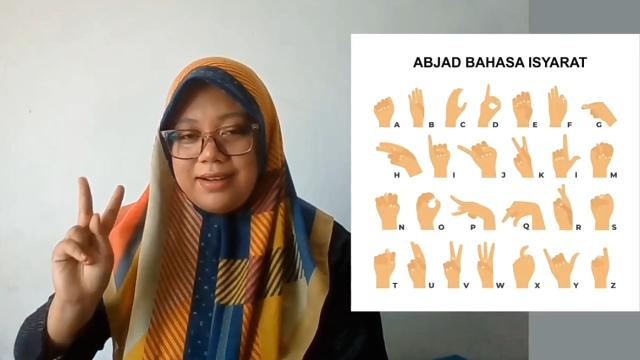 ABJAD BAHASA ISYARAT
A B C D E F G
H I J K L M
N O P Q R S
T U V W X Y Z